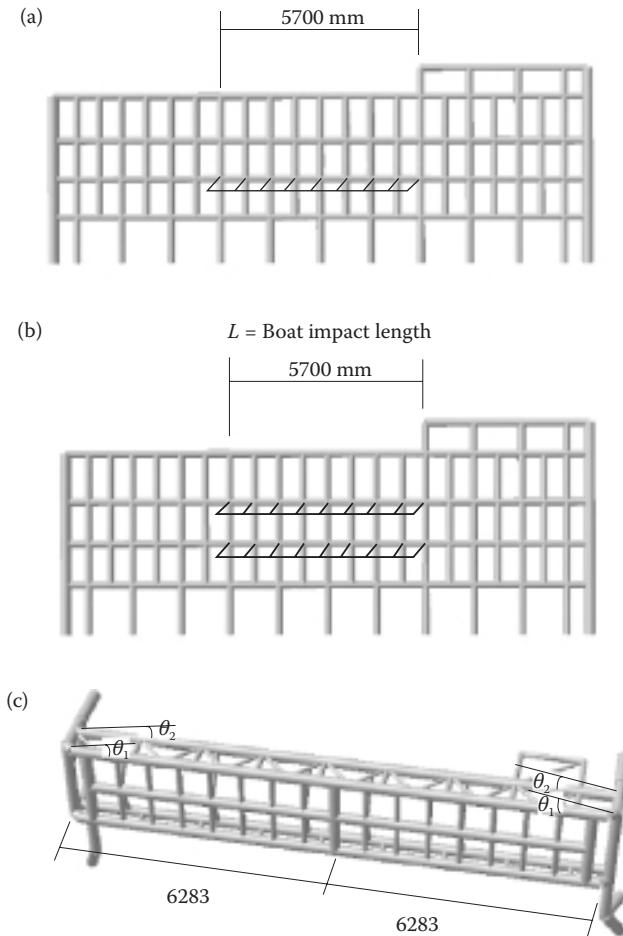 (a)
5700 mm
(b)
L = Boat impact length
5700 mm
(c)
θ2
θ1
θ2
θ1
6283
6283